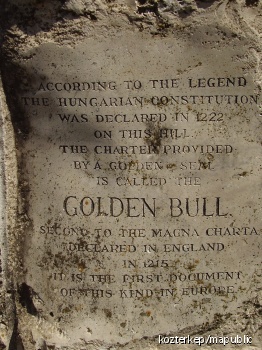 ACCORDING TO THE LEGEND
THE HUNGARIAN CONSTITUTION
WAS DECLARED IN 1222
ON THIS HILL.
THE CHARTER PROVIDED
BY A GOLDEN SEAL
IS CALLED THE
GOLDEN BULL.
SECOND TO THE MAGNA CHARTA
DECLARED IN ENGLAND
IN 1215
IT IS THE FIRST DOCUMENT
OF THIS KIND IN EUROPE
kozterkep/mapublic